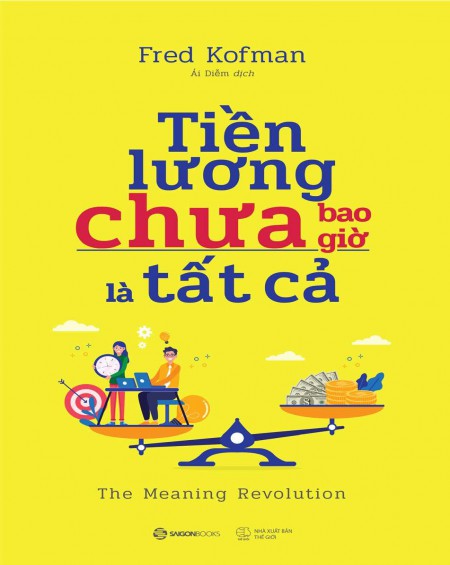 Fred Kofman
Ái Diễm dịch
Tiền
lương
chưa bao giờ
là tất cả
The Meaning Revolution
SAIGONBOOKS
NHÀ XUẤT BẢN
THẾ GIỚI